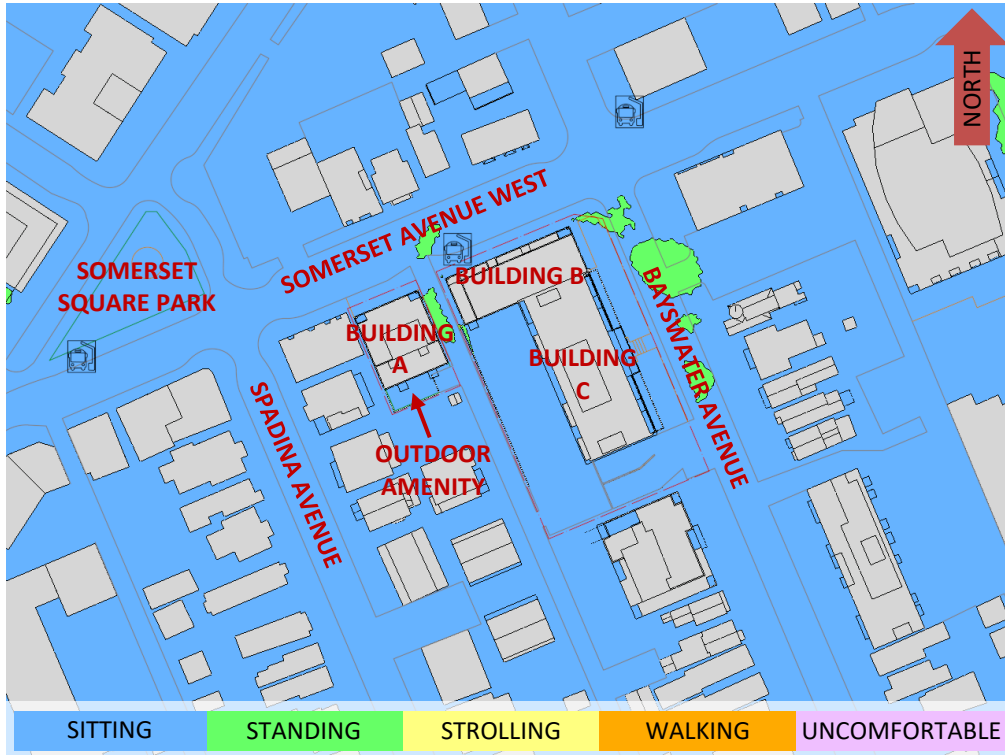 NORTH
SOMERSET AVENUE WEST
SOMERSET
SQUARE PARK
BUILDING B
BAYSWATER AVENUE
BUILDING
A
BUILDING
C
SPADINA AVENUE
OUTDOOR
AMENITY
SITTING
STANDING
STROLLING
WALKING
UNCOMFORTABLE